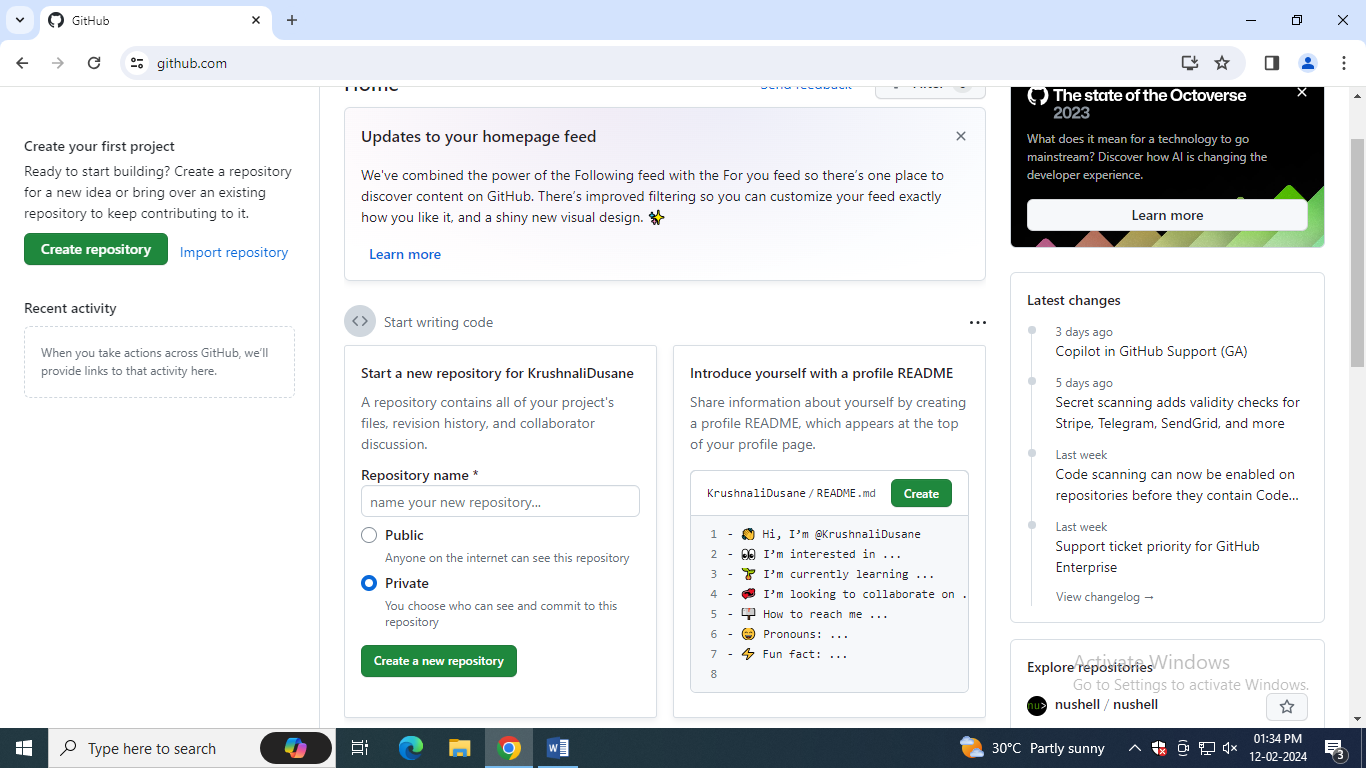 GitHub
github.com
Create your first project
Ready to start building? Create a repository
for a new idea or bring over an existing
repository to keep contributing to it.
Create repository
Import repository
Recent activity
When you take actions across GitHub, we'll
provide links to that activity here.
Home
Send feedback
Filter
Updates to your homepage feed
We've combined the power of the Following feed with the For you feed so there's one place to
discover content on GitHub. There's improved filtering so you can customize your feed exactly
how you like it, and a shiny new visual design. ✨
Learn more
Start writing code
Start a new repository for KrushnaliDusane
A repository contains all of your project's
files, revision history, and collaborator
discussion.
Repository name *
name your new repository...
Public
Anyone on the internet can see this repository
Private
You choose who can see and commit to this
repository
Create a new repository
Introduce yourself with a profile README
Share information about yourself by creating
a profile README, which appears at the top
of your profile page.
KrushnaliDusane / README.md
Create
1 - 👋 Hi, I’m @KrushnaliDusane
2 - 👀 I’m interested in ...
3 - 🌱 I’m currently learning ...
4 - 💞️ I’m looking to collaborate on .
5 - 📫 How to reach me ...
6 - 😄 Pronouns: ...
7 - ⚡ Fun fact: ...
8
The state of the Octoverse
2023
What does it mean for a technology to go
mainstream? Discover how AI is changing the
developer experience.
Learn more
Latest changes
3 days ago
Copilot in GitHub Support (GA)
5 days ago
Secret scanning adds validity checks for
Stripe, Telegram, SendGrid, and more
Last week
Code scanning can now be enabled on
repositories before they contain Code...
Last week
Support ticket priority for GitHub
Enterprise
View changelog →
Explore repositories
nu>
nushell / nushell
Activate Windows
Go to Settings to activate Windows.
Type here to search
30°C Partly sunny
01:34 PM
12-02-2024
3